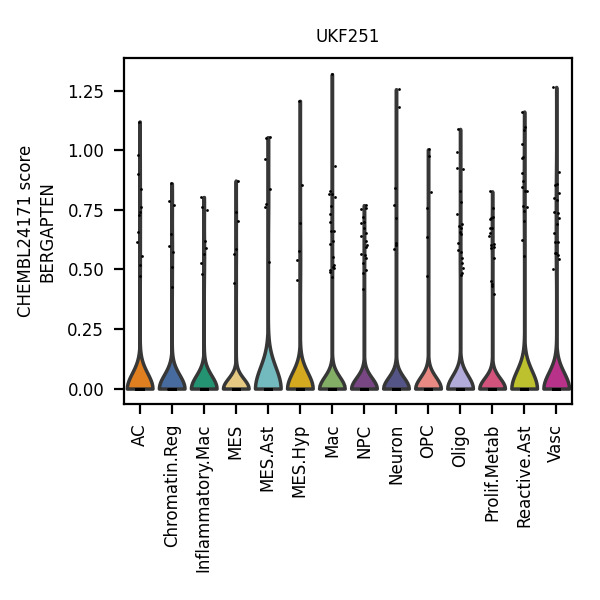 UKF251
CHEMBL24171 score
BERGAPTEN
1.25
1.00
0.75
0.50
0.25
0.00
AC
Chromatin.Reg
Inflammatory.Mac
MES
MES.Ast
MES.Hyp
Mac
NPC
Neuron
OPC
Oligo
Prolif.Metab
Reactive.Ast
Vasc